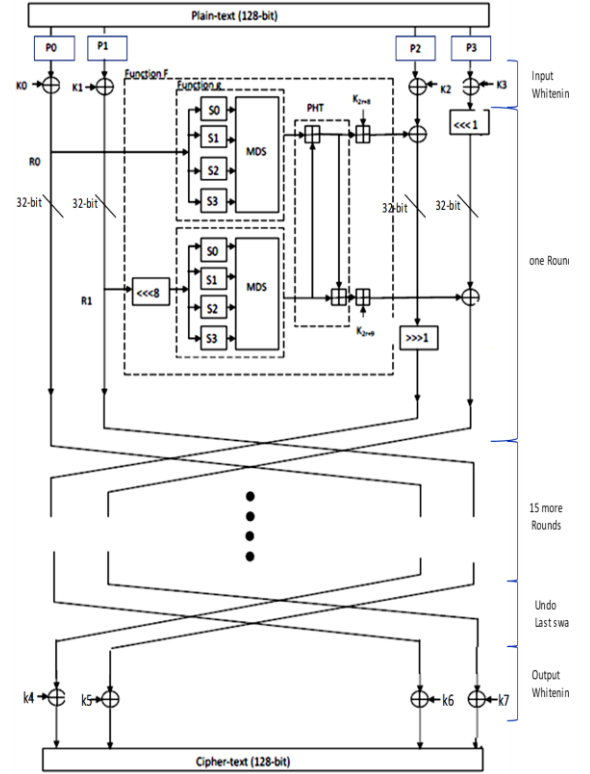 Plain-text (128-bit)
P0 P1 P2 P3
K0 K1 K2 K3
Input
Whitenin
Function F
Function g
S0
S1
S2
S3
MDS
PHT
K2r+8
<<< 1
R0
32-bit 32-bit 32-bit 32-bit
one Roun
S0
S1
S2
S3
MDS
R1
<<<8
K2r+9
>>>1
15 more
Rounds
Undo
Last swa
Output
Whitenin
k4 k5 k6 k7
Cipher-text (128-bit)